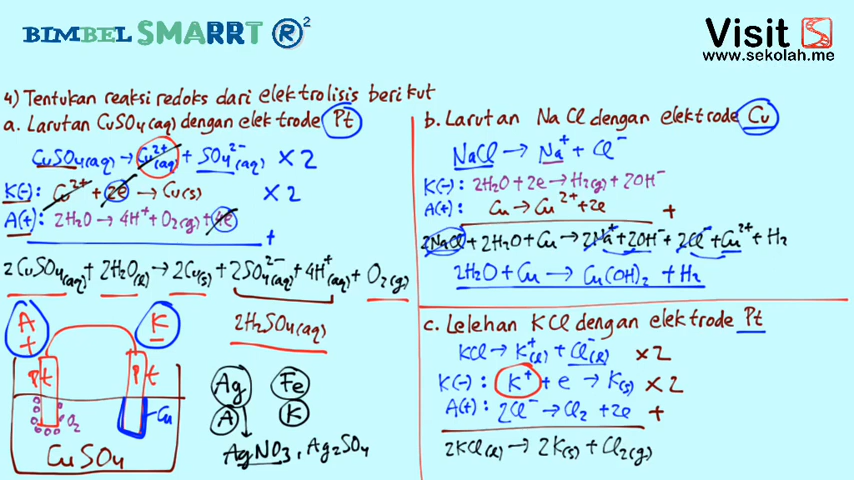 BIMBEL SMARRT ® 2
Visit S
www.sekolah.me
4) Tentukan reaksi redoks dari elektrolisis berikut
a. Larutan CuSO₄(aq) dengan elektrode Pt
CuSO₄(aq) → Cu²⁺(aq) + SO₄²⁻(aq) × 2
K(-): Cu²⁺ + 2e → Cu(s) × 2
A(+): 2H₂O → 4H⁺ + O₂(g) + 4e
+
2CuSO₄(aq) + 2H₂O(l) → 2Cu(s) + 2SO₄²⁻(aq) + 4H⁺(aq) + O₂(g)
2H₂SO₄(aq)
A + K -
Pt Pt
O₂ Cu
CuSO₄
Ag Fe
A K
AgNO₃, Ag₂SO₄
b. Larutan NaCl dengan elektrode Cu
NaCl → Na⁺ + Cl⁻
K(-): 2H₂O + 2e → H₂(g) + 2OH⁻
A(+): Cu → Cu²⁺ + 2e +
2NaCl + 2H₂O + Cu → 2Na⁺ + 2OH⁻ + 2Cl⁻ + Cu²⁺ + H₂
2H₂O + Cu → Cu(OH)₂ + H₂
c. Lelehan KCl dengan elektrode Pt
KCl → K⁺(l) + Cl⁻(l) × 2
K(-): K⁺ + e → K(s) × 2
A(+): 2Cl⁻ → Cl₂ + 2e +
2KCl(l) → 2K(s) + Cl₂(g)